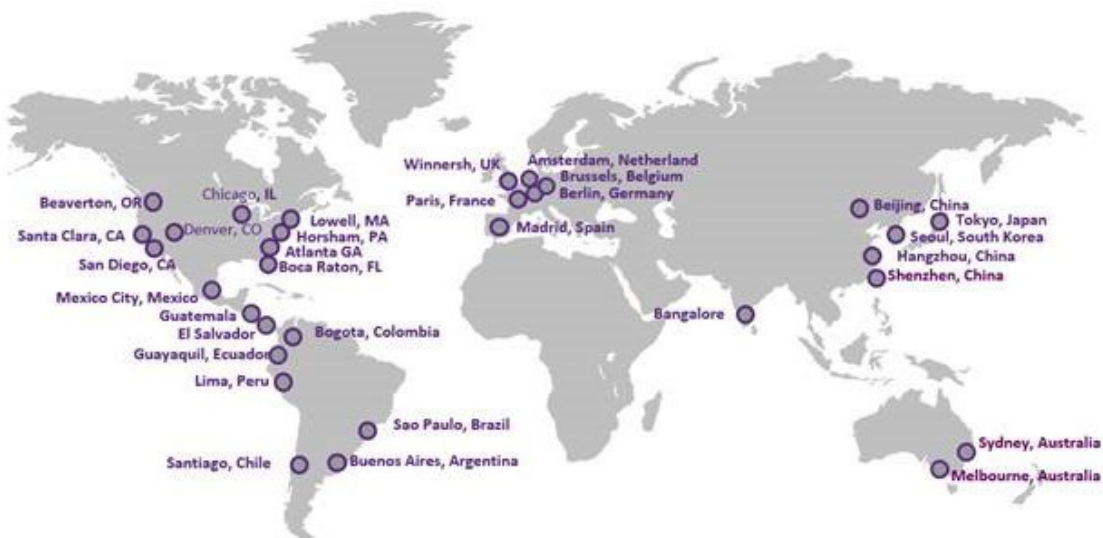 Beaverton, OR
Chicago, IL
Santa Clara, CA
Denver, CO
San Diego, CA
Lowell, MA
Horsham, PA
Atlanta GA
Boca Raton, FL
Mexico City, Mexico
Guatemala
El Salvador
Bogota, Colombia
Guayaquil, Ecuador
Lima, Peru
Sao Paulo, Brazil
Santiago, Chile
Buenos Aires, Argentina
Winnersh, UK
Amsterdam, Netherland
Brussels, Belgium
Berlin, Germany
Paris, France
Madrid, Spain
Beijing, China
Tokyo, Japan
Seoul, South Korea
Hangzhou, China
Shenzhen, China
Bangalore
Sydney, Australia
Melbourne, Australia